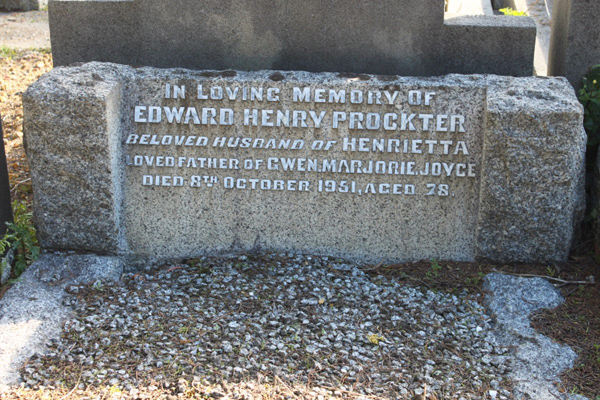 IN LOVING MEMORY OF
EDWARD HENRY PROCKTER
BELOVED HUSBAND OF HENRIETTA
LOVED FATHER OF GWEN, MARJORIE, JOYCE
DIED 8TH OCTOBER 1951, AGED 78.